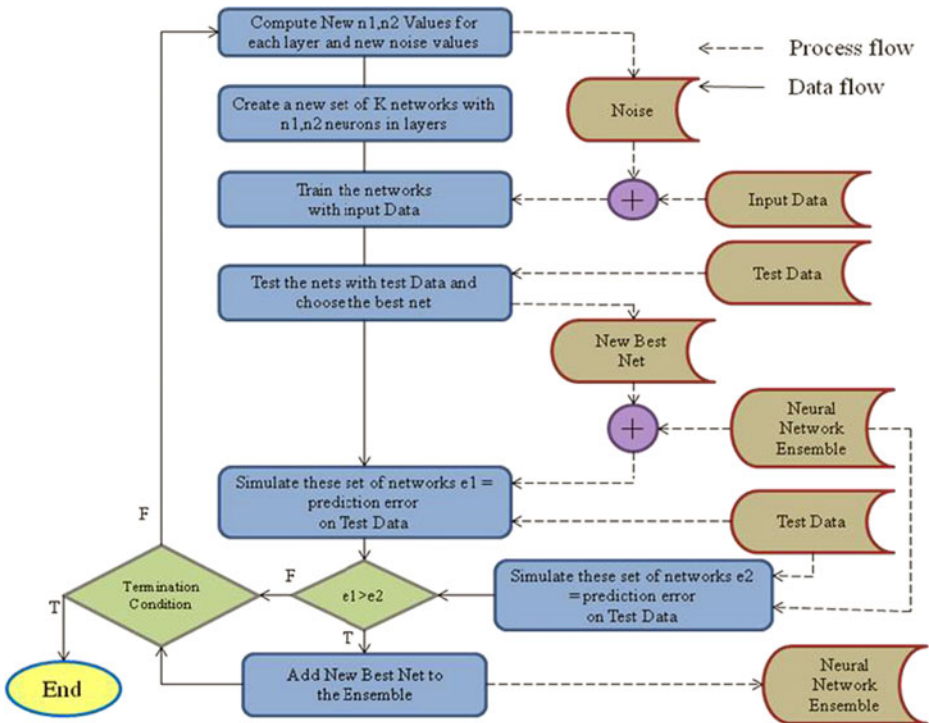 Compute New n1,n2 Values for
each layer and new noise values
Process flow
Data flow
Create a new set of K networks with
n1,n2 neurons in layers
Noise
Train the networks
with input Data
+
Input Data
Test the nets with test Data and
choose the best net
Test Data
New Best
Net
+
Neural
Network
Ensemble
Simulate these set of networks e1 =
prediction error
on Test Data
Test Data
F
Termination
Condition
F
e1>e2
Simulate these set of networks e2
= prediction error
on Test Data
T
T
End
Add New Best Net to
the Ensemble
Neural
Network
Ensemble